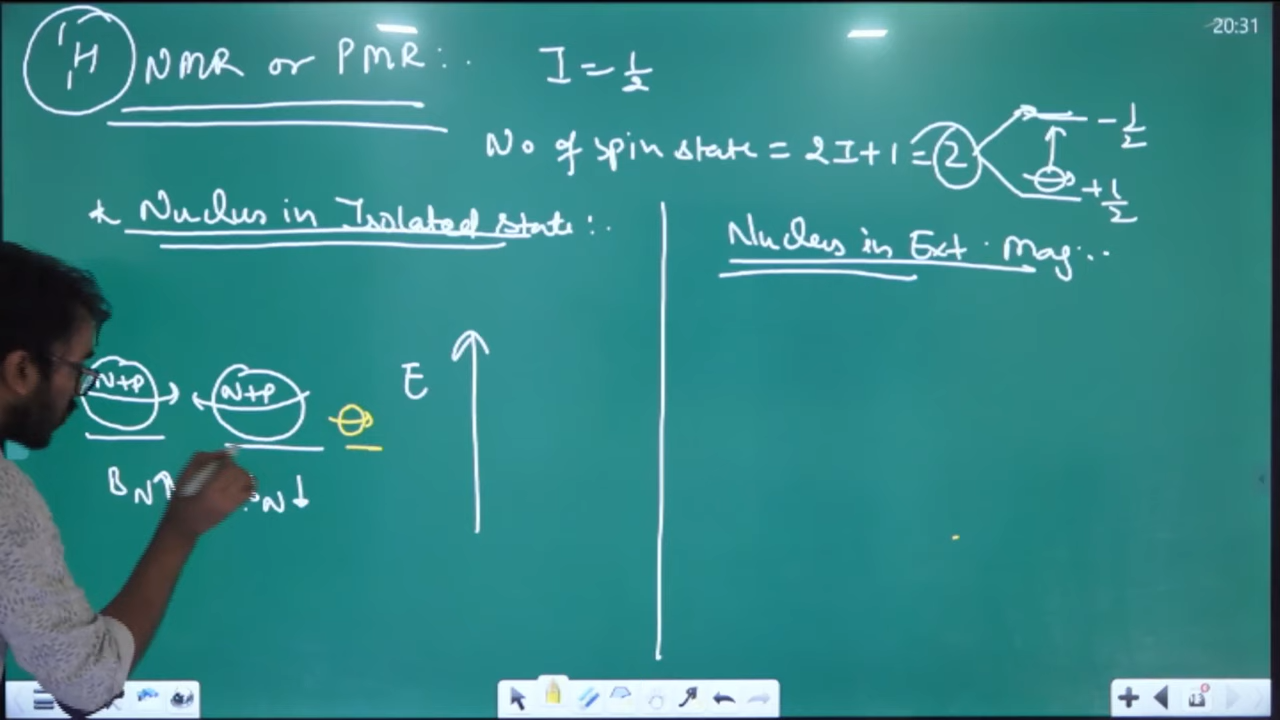 20:31
¹₁H NMR or PMR :. I = 1/2
No of spin state = 2I+1 = 2
-1/2
+1/2
* Nucleus in Isolated state :.
Nucleus in Ext. Mag :.
N+P N+P
E
B_N↑ B_N↓